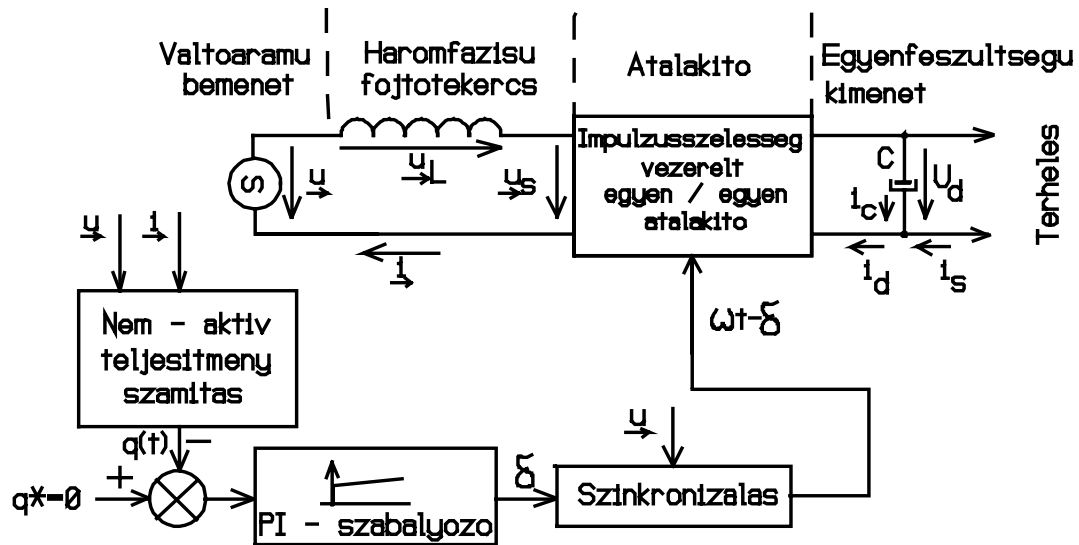 Valtoaramu
bemenet
Haromfazisu
fojtotekercs
Atalakito
Egyenfeszultsegu
kimenet
S
u
u
L
u
s
Impulzusszelesseg
vezerelt
egyen / egyen
atalakito
C
i
c
U
d
Terheles
i
i
d
i
s
u
i
Nem - aktiv
teljesitmeny
szamitas
ωt-δ
q(t)
−
+
q*=0
PI - szabalyozo
δ
u
Szinkronizalas